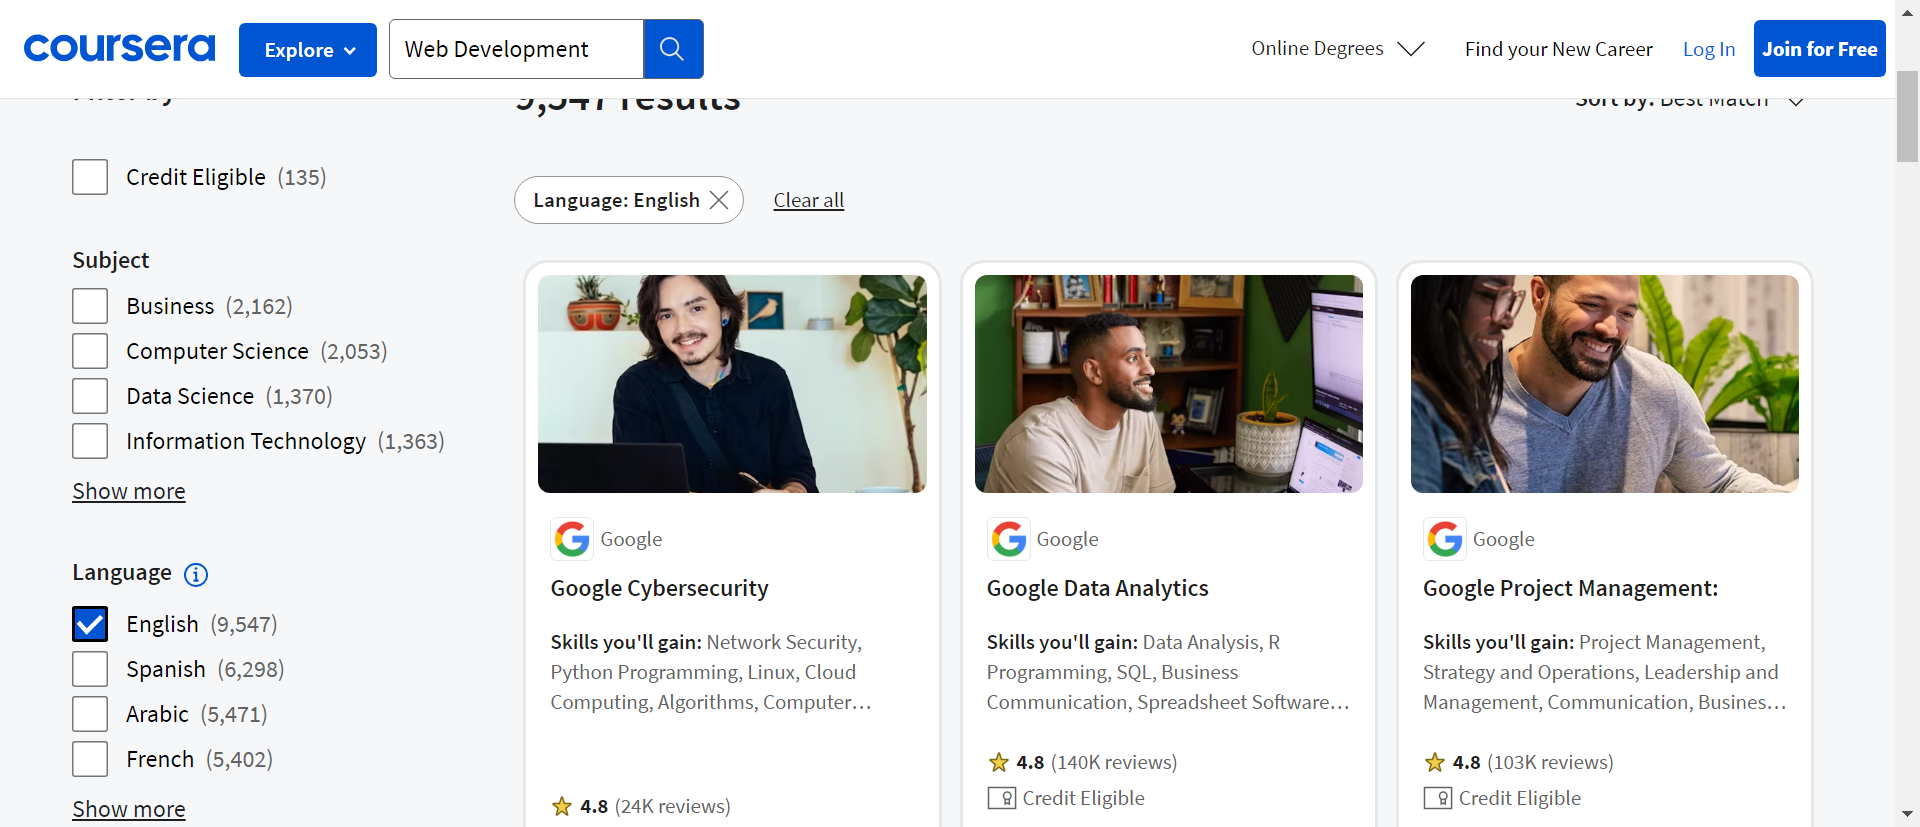 coursera
Explore
Web Development
Online Degrees
Find your New Career
Log In
Join for Free
Filter by
9,547 results
Sort by: Best Match
Credit Eligible (135)
Language: English
Clear all
Subject
Business (2,162)
Computer Science (2,053)
Data Science (1,370)
Information Technology (1,363)
Show more
Language
English (9,547)
Spanish (6,298)
Arabic (5,471)
French (5,402)
Show more
Google
Google Cybersecurity
Skills you'll gain: Network Security,
Python Programming, Linux, Cloud
Computing, Algorithms, Computer...
4.8 (24K reviews)
Google
Google Data Analytics
Skills you'll gain: Data Analysis, R
Programming, SQL, Business
Communication, Spreadsheet Software...
4.8 (140K reviews)
Credit Eligible
Google
Google Project Management:
Skills you'll gain: Project Management,
Strategy and Operations, Leadership and
Management, Communication, Busines...
4.8 (103K reviews)
Credit Eligible